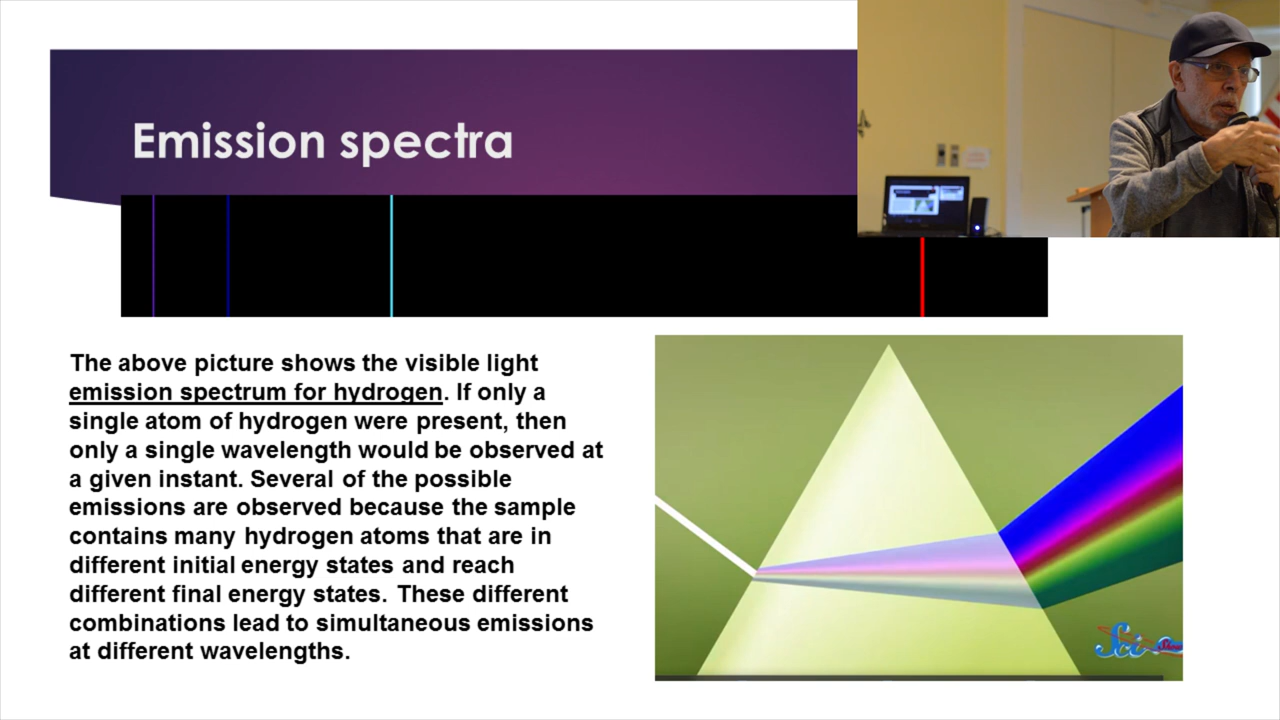 Emission spectra
The above picture shows the visible light
emission spectrum for hydrogen. If only a
single atom of hydrogen were present, then
only a single wavelength would be observed at
a given instant. Several of the possible
emissions are observed because the sample
contains many hydrogen atoms that are in
different initial energy states and reach
different final energy states. These different
combinations lead to simultaneous emissions
at different wavelengths.
Sci
Show